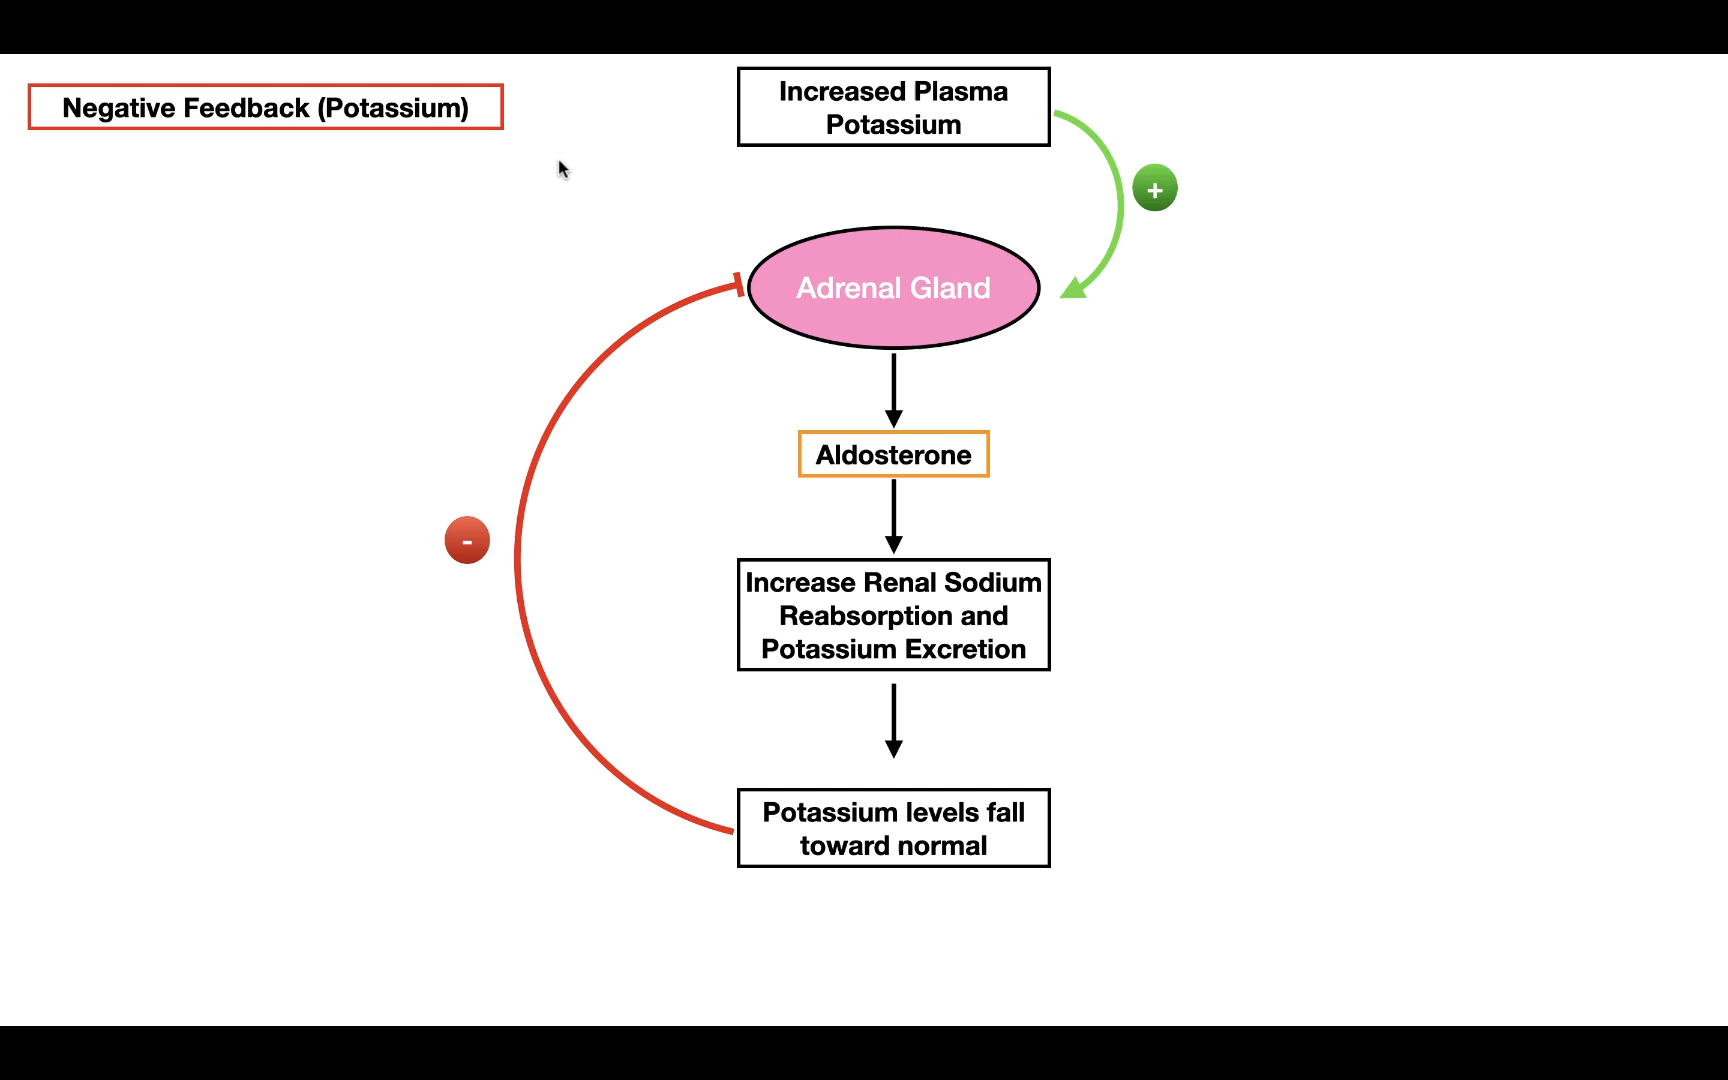 Negative Feedback (Potassium)
Increased Plasma
Potassium
+
Adrenal Gland
Aldosterone
-
Increase Renal Sodium
Reabsorption and
Potassium Excretion
Potassium levels fall
toward normal